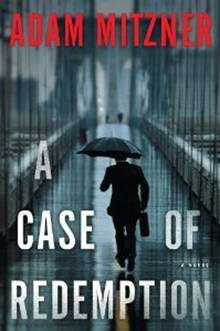 ADAM MITZNER
A
CASE OF
A NOVEL
REDEMPTION